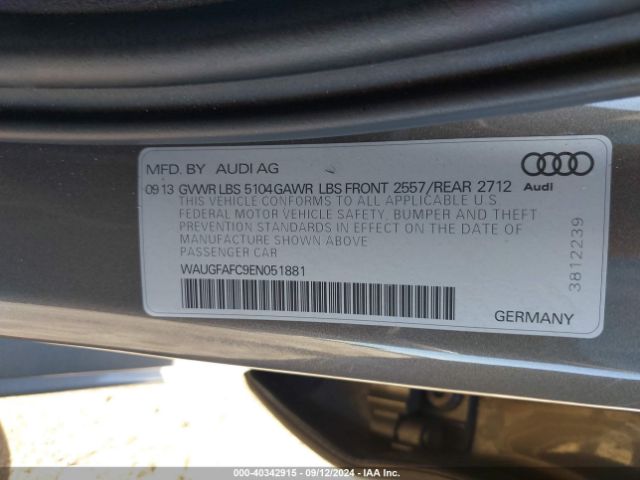 MFD. BY AUDI AG
09 13 GVWR LBS 5104 GAWR LBS FRONT 2557/REAR 2712
THIS VEHICLE CONFORMS TO ALL APPLICABLE U.S.
FEDERAL MOTOR VEHICLE SAFETY, BUMPER AND THEFT
PREVENTION STANDARDS IN EFFECT ON THE DATE OF
MANUFACTURE SHOWN ABOVE
PASSENGER CAR
WAUGFAFC9EN051881
Audi
3812239
GERMANY
000-40342915 - 09/12/2024 - IAA Inc.